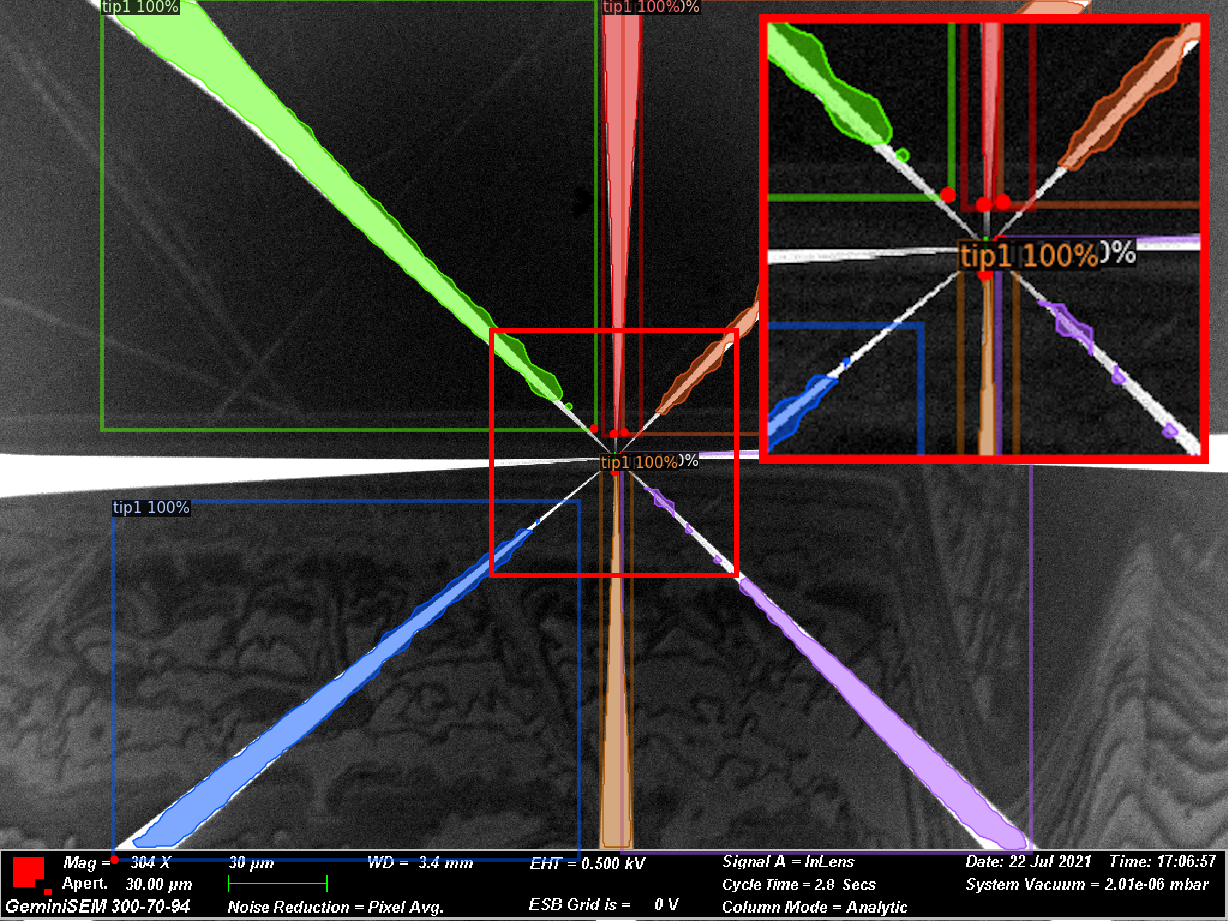 tip1 100%
tip1 100%
0%
tip1 100%
0%
tip1 100%
0%
tip1 100%
Mag = 304 X
30 µm
WD = 3.4 mm
EHT = 0.500 kV
Signal A = InLens
Date: 22 Jul 2021
Time: 17:06:57
Apert. 30.00 µm
Cycle Time = 2.8 Secs
System Vacuum = 2.01e-06 mbar
GeminiSEM 300-70-94
Noise Reduction = Pixel Avg.
ESB Grid is = 0 V
Column Mode = Analytic